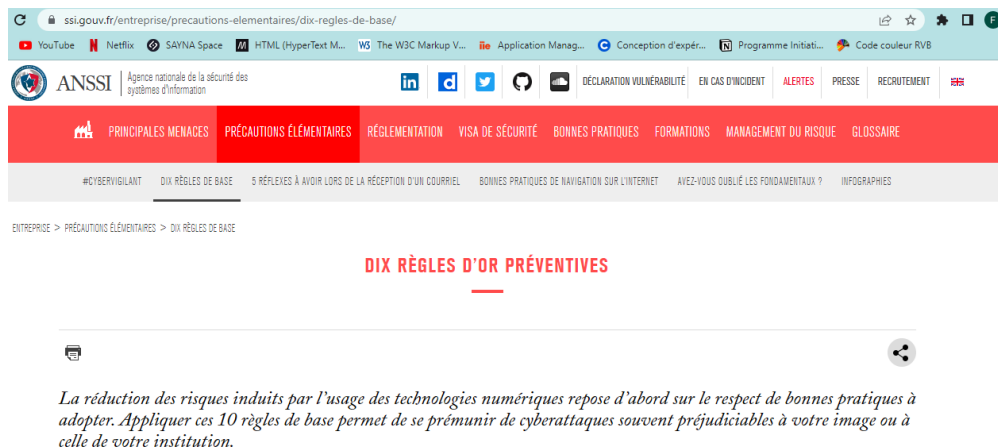 ssi.gouv.fr/entreprise/precautions-elementaires/dix-regles-de-base/
YouTube Netflix SAYNA Space HTML (HyperText M... The W3C Markup V... Application Manag... Conception d'expér... Programme Initiati... Code couleur RVB
ANSSI Agence nationale de la sécurité des
systèmes d'information
DÉCLARATION VULNÉRABILITÉ EN CAS D'INCIDENT ALERTES PRESSE RECRUTEMENT
PRINCIPALES MENACES PRÉCAUTIONS ÉLÉMENTAIRES RÉGLEMENTATION VISA DE SÉCURITÉ BONNES PRATIQUES FORMATIONS MANAGEMENT DU RISQUE GLOSSAIRE
#CYBERVIGILANT DIX RÈGLES DE BASE 5 RÉFLEXES À AVOIR LORS DE LA RÉCEPTION D'UN COURRIEL BONNES PRATIQUES DE NAVIGATION SUR L'INTERNET AVEZ-VOUS OUBLIÉ LES FONDAMENTAUX ? INFOGRAPHIES
ENTREPRISE > PRÉCAUTIONS ÉLÉMENTAIRES > DIX RÈGLES DE BASE
DIX RÈGLES D'OR PRÉVENTIVES
La réduction des risques induits par l'usage des technologies numériques repose d'abord sur le respect de bonnes pratiques à
adopter. Appliquer ces 10 règles de base permet de se prémunir de cyberattaques souvent préjudiciables à votre image ou à
celle de votre institution.